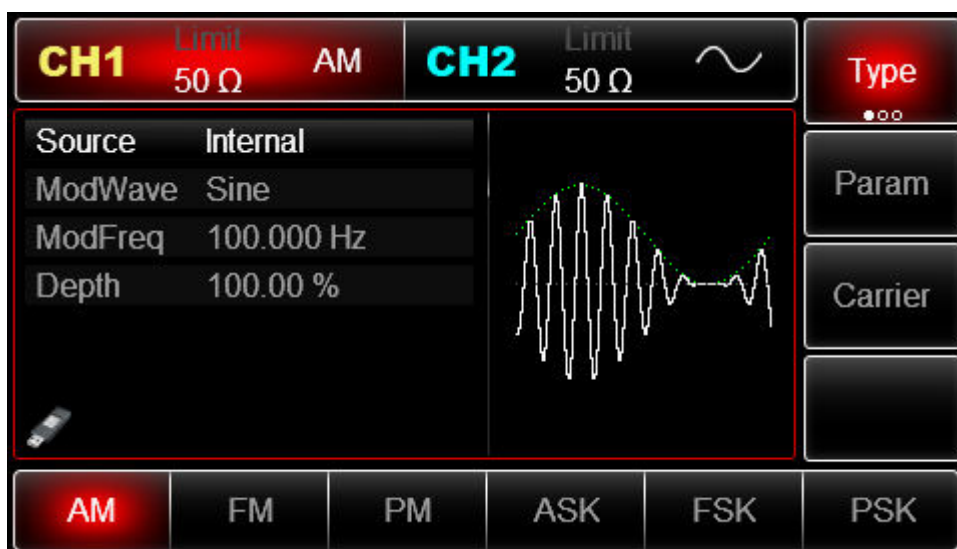 CH1 Limit 50 Ω AM
CH2 Limit 50 Ω
Type
Source Internal
ModWave Sine
ModFreq 100.000 Hz
Depth 100.00 %
Param
Carrier
AM FM PM ASK FSK PSK